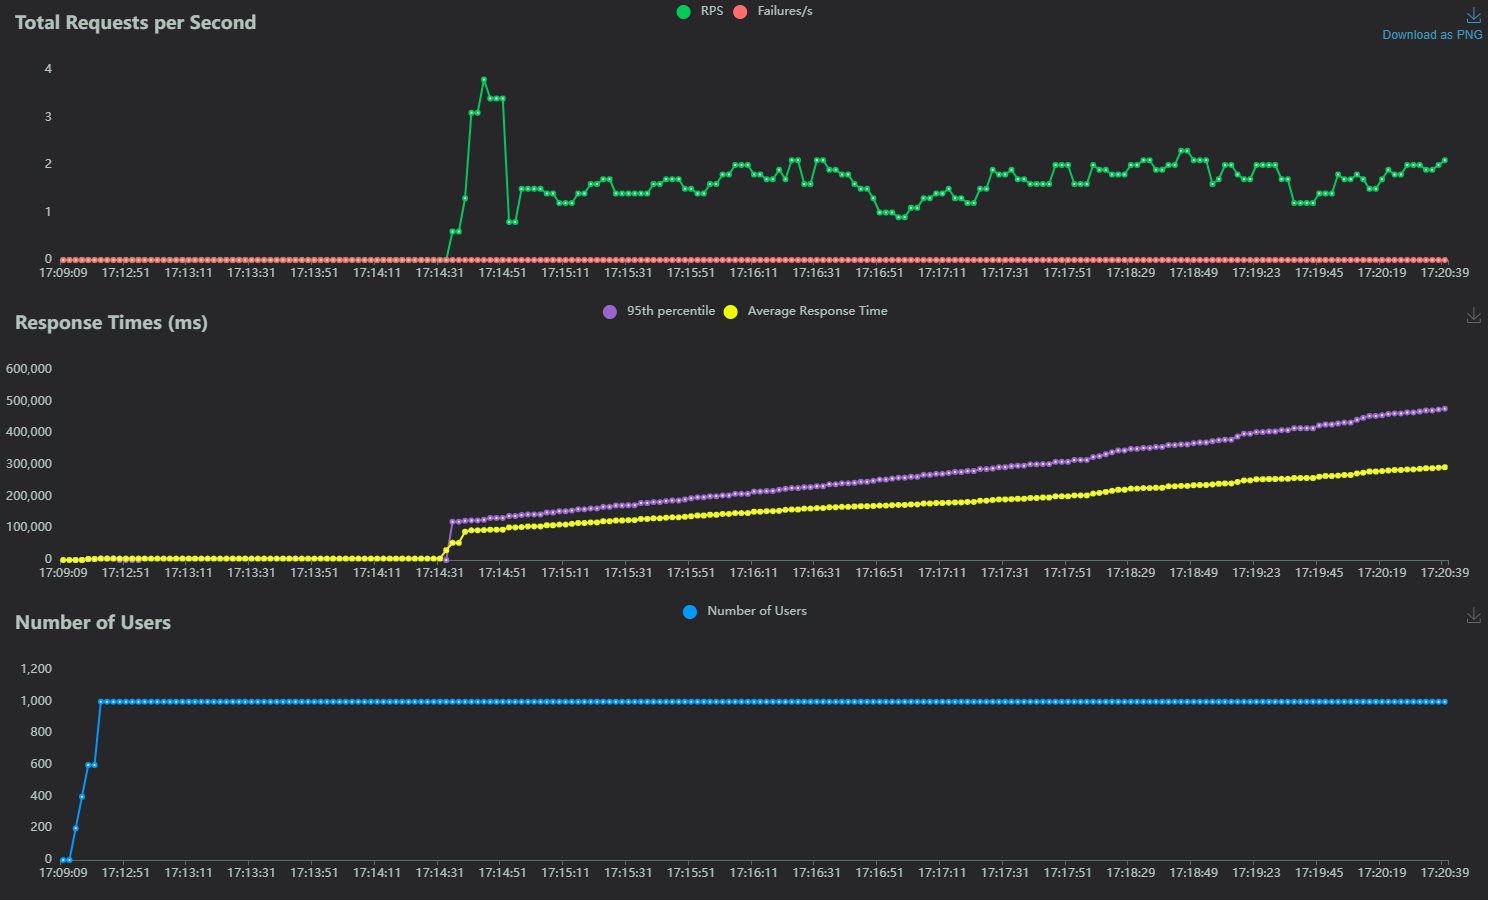 Total Requests per Second
RPS Failures/s
Download as PNG
4
3
2
1
0
17:09:09 17:12:51 17:13:11 17:13:31 17:13:51 17:14:11 17:14:31 17:14:51 17:15:11 17:15:31 17:15:51 17:16:11 17:16:31 17:16:51 17:17:11 17:17:31 17:17:51 17:18:29 17:18:49 17:19:23 17:19:45 17:20:19 17:20:39
Response Times (ms)
95th percentile Average Response Time
600,000
500,000
400,000
300,000
200,000
100,000
0
17:09:09 17:12:51 17:13:11 17:13:31 17:13:51 17:14:11 17:14:31 17:14:51 17:15:11 17:15:31 17:15:51 17:16:11 17:16:31 17:16:51 17:17:11 17:17:31 17:17:51 17:18:29 17:18:49 17:19:23 17:19:45 17:20:19 17:20:39
Number of Users
Number of Users
1,200
1,000
800
600
400
200
0
17:09:09 17:12:51 17:13:11 17:13:31 17:13:51 17:14:11 17:14:31 17:14:51 17:15:11 17:15:31 17:15:51 17:16:11 17:16:31 17:16:51 17:17:11 17:17:31 17:17:51 17:18:29 17:18:49 17:19:23 17:19:45 17:20:19 17:20:39